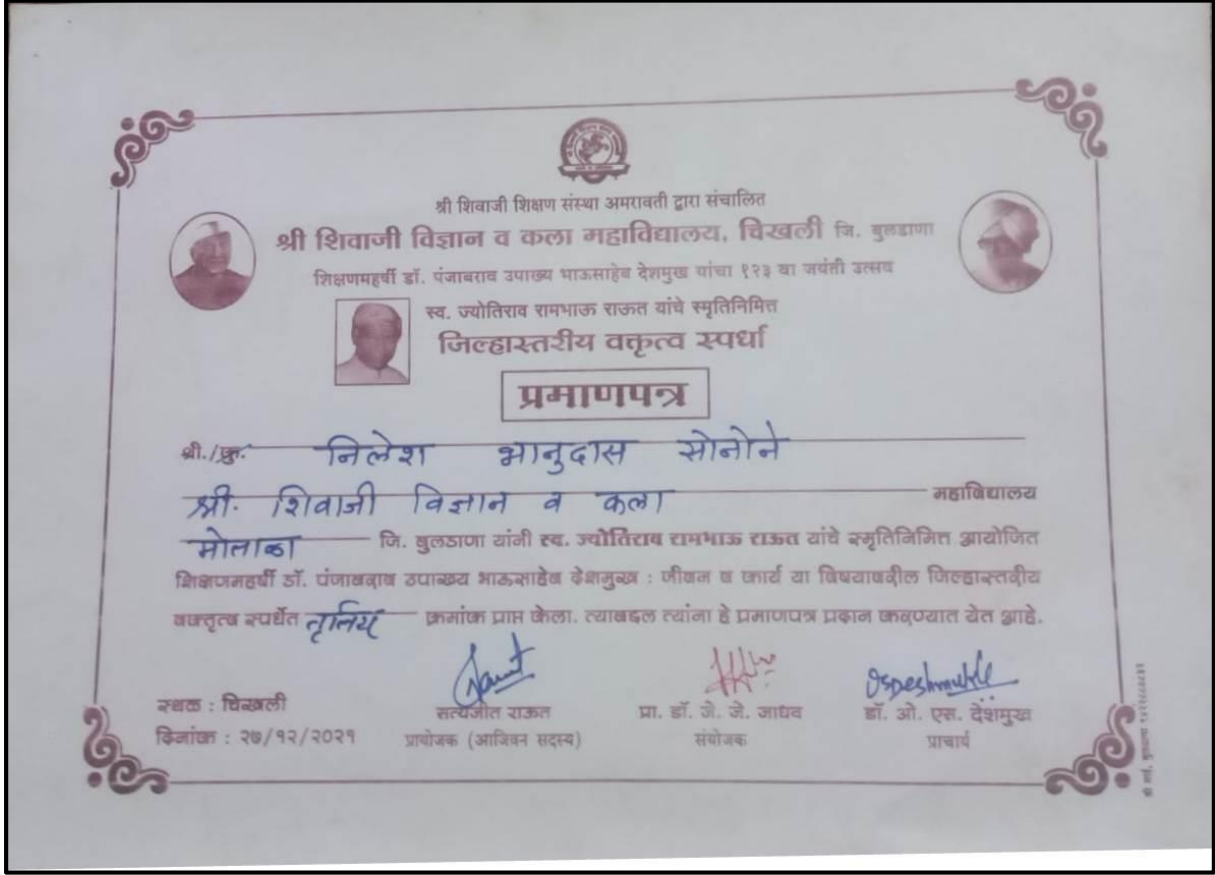 श्री शिवाजी शिक्षण संस्था अमरावती द्वारा संचालित
श्री शिवाजी विज्ञान व कला महाविद्यालय, चिखली जि. बुलडाणा
शिक्षणमहर्षी डॉ. पंजाबराव उपाख्य भाऊसाहेब देशमुख यांचा १२३ वा जयंती उत्सव
स्व. ज्योतिराव रामभाऊ राऊत यांचे स्मृतिनिमित्त
जिल्हास्तरीय वक्तृत्व स्पर्धा
प्रमाणपत्र
श्री./कु. निलेश भानुदास सोनोने
श्री. शिवाजी विज्ञान व कला महाविद्यालय
मोताळा जि. बुलडाणा यांनी स्व. ज्योतिराव रामभाऊ राऊत यांचे स्मृतिनिमित्त आयोजित
शिक्षणमहर्षी डॉ. पंजाबराव उपाख्य भाऊसाहेब देशमुख : जीवन व कार्य या विषयावरील जिल्हास्तरीय
वक्तृत्व स्पर्धेत तृतिय क्रमांक प्राप्त केला. त्याबद्दल त्यांना हे प्रमाणपत्र प्रदान करण्यात येत आहे.
स्थळ : चिखली
दिनांक : २७/१२/२०२१
सत्यजीत राऊत
प्रायोजक (आजिवन सदस्य)
प्रा. डॉ. जे. जे. जाधव
संयोजक
डॉ. ओ. एस. देशमुख
प्राचार्य